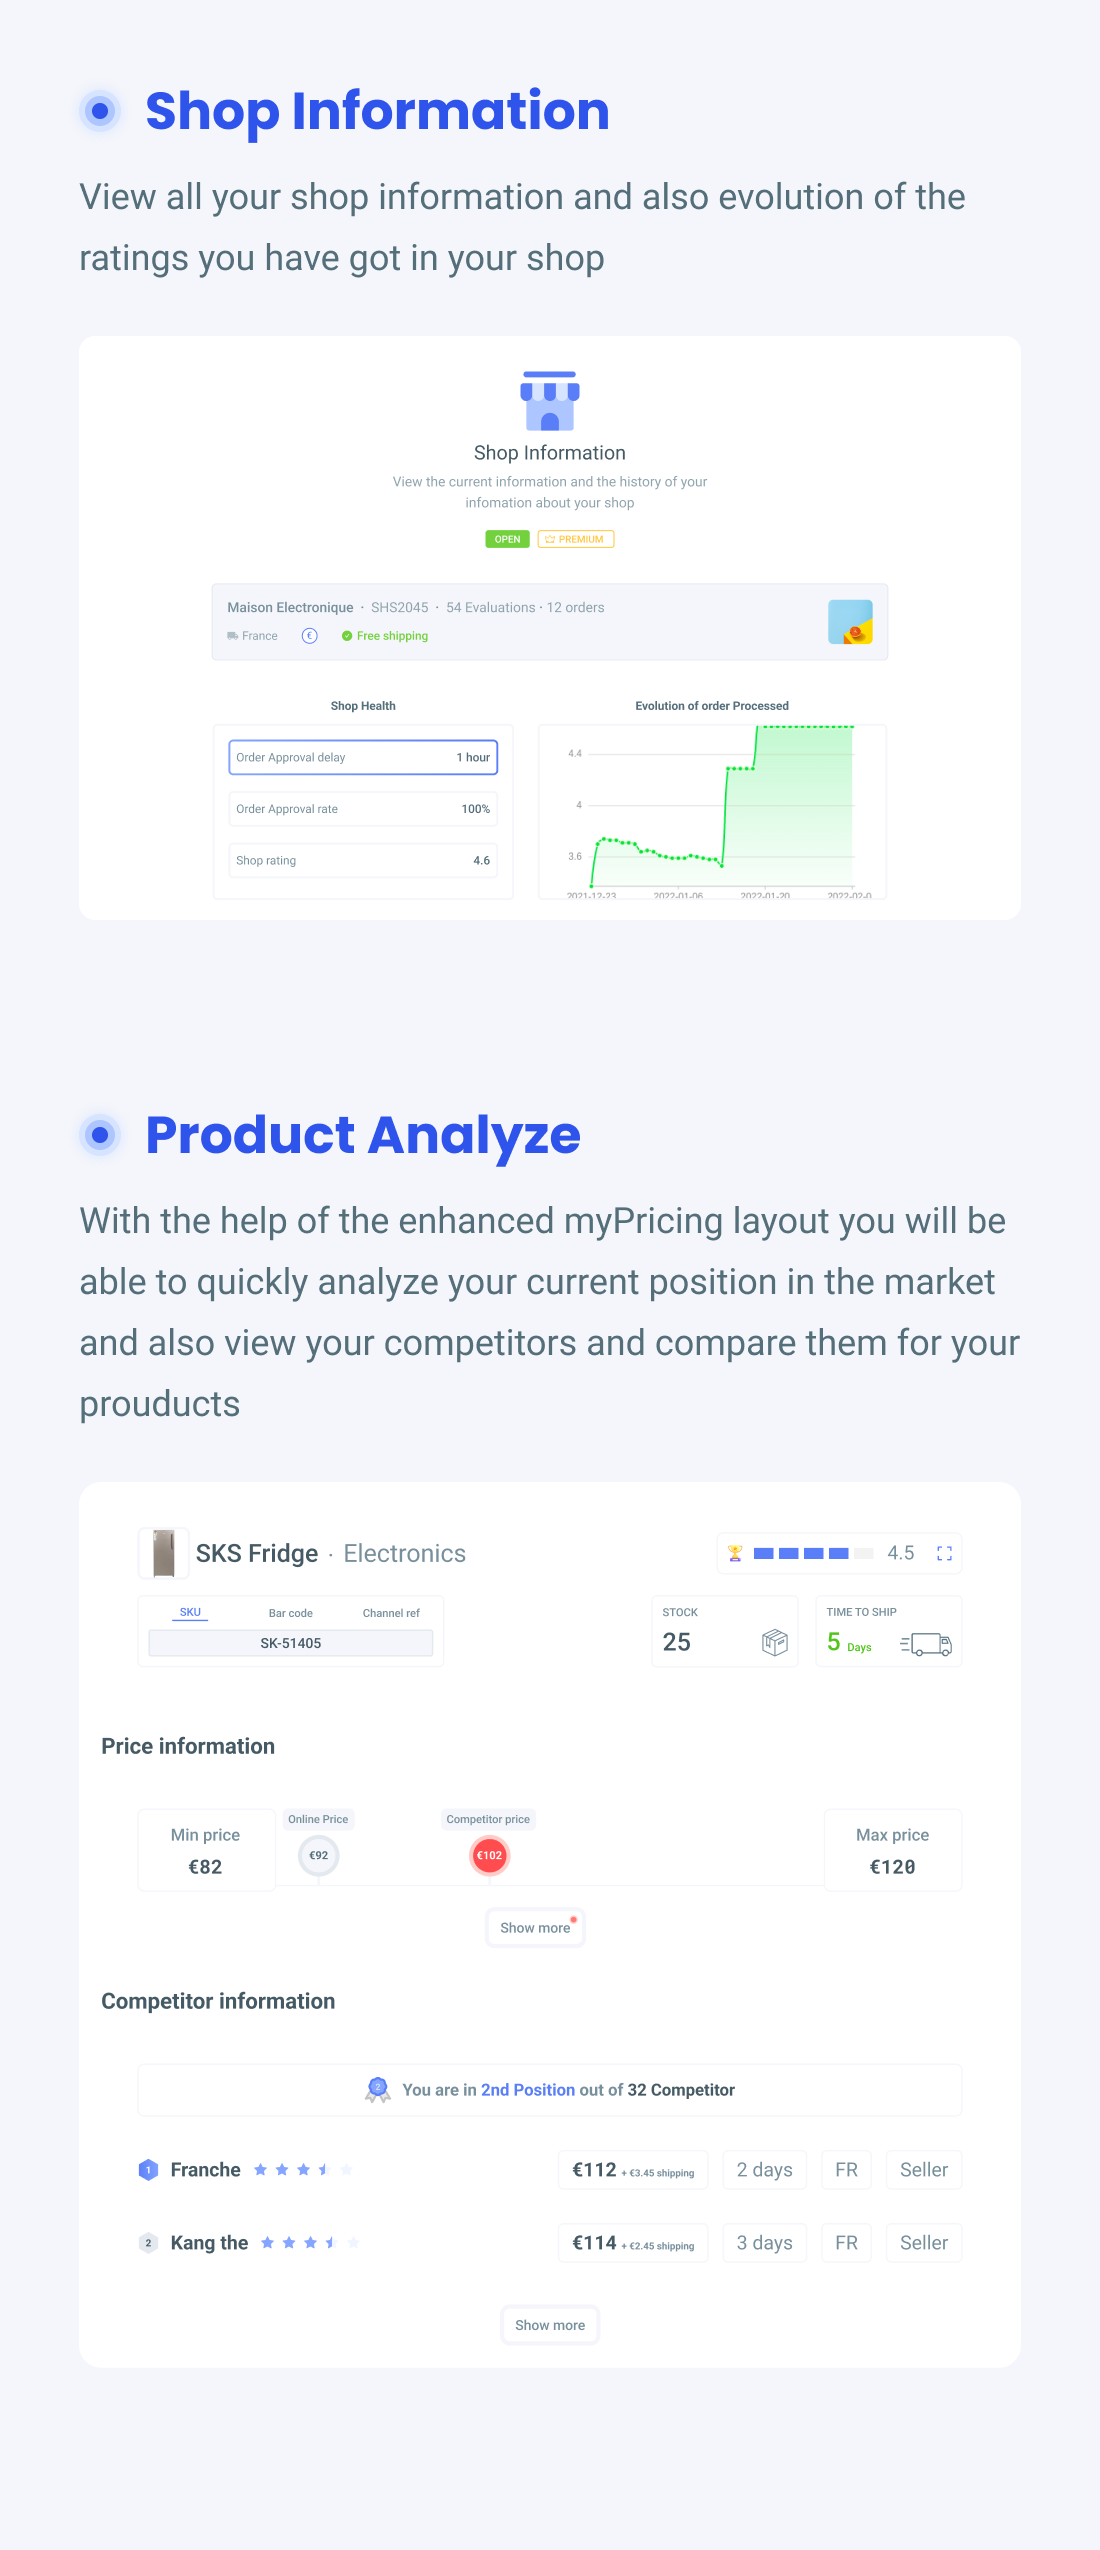 Shop Information
View all your shop information and also evolution of the
ratings you have got in your shop
Shop Information
View the current information and the history of your
infomation about your shop
OPEN PREMIUM
Maison Electronique · SHS2045 · 54 Evaluations · 12 orders
France € Free shipping
Shop Health
Order Approval delay 1 hour
Order Approval rate 100%
Shop rating 4.6
Evolution of order Processed
4.4
4
3.6
2021-12-23 2022-01-06 2022-01-20 2022-02-0
Product Analyze
With the help of the enhanced myPricing layout you will be
able to quickly analyze your current position in the market
and also view your competitors and compare them for your
prouducts
SKS Fridge · Electronics
4.5
SKU Bar code Channel ref
SK-51405
STOCK
25
TIME TO SHIP
5 Days
Price information
Min price
€82
Online Price
€92
Competitor price
€102
Max price
€120
Show more
Competitor information
2 You are in 2nd Position out of 32 Competitor
1 Franche €112 + €3.45 shipping 2 days FR Seller
2 Kang the €114 + €2.45 shipping 3 days FR Seller
Show more